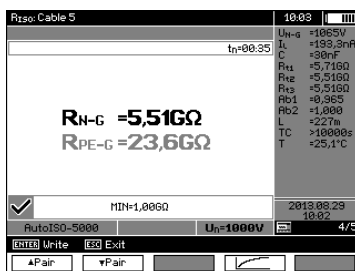 RISO: Cable 5
10:03
tn=00:35
RN-G =5,51GΩ
RPE-G =23,6GΩ
MIN=1,00GΩ
AutoISO-5000
Un=1000V
UN-G =1065V
IL =193,3nA
C =30nF
Rt1 =5,71GΩ
Rt2 =5,51GΩ
Rt3 =5,51GΩ
Ab1 =0,965
Ab2 =1,000
L =227m
TC >10000s
T =25,1°C
2013.08.29
10:02
4/5
ENTER Write ESC Exit
▲Pair
▼Pair